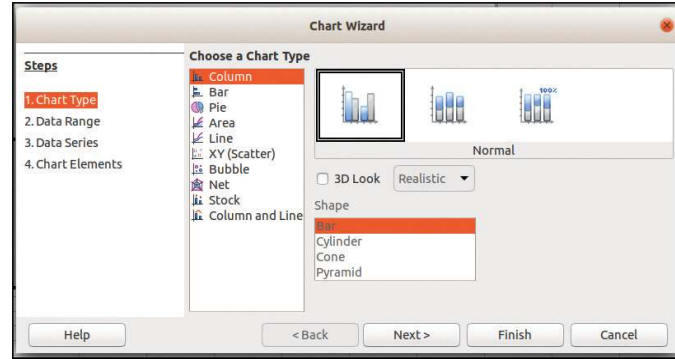 Chart Wizard
Steps
1. Chart Type
2. Data Range
3. Data Series
4. Chart Elements
Choose a Chart Type
Column
Bar
Pie
Area
Line
XY (Scatter)
Bubble
Net
Stock
Column and Line
100%
Normal
3D Look
Realistic
Shape
Bar
Cylinder
Cone
Pyramid
Help
< Back
Next >
Finish
Cancel